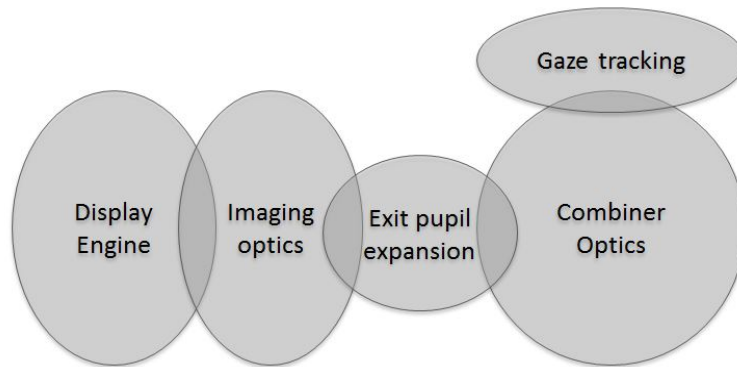 Gaze tracking
Display
Engine
Imaging
optics
Exit pupil
expansion
Combiner
Optics